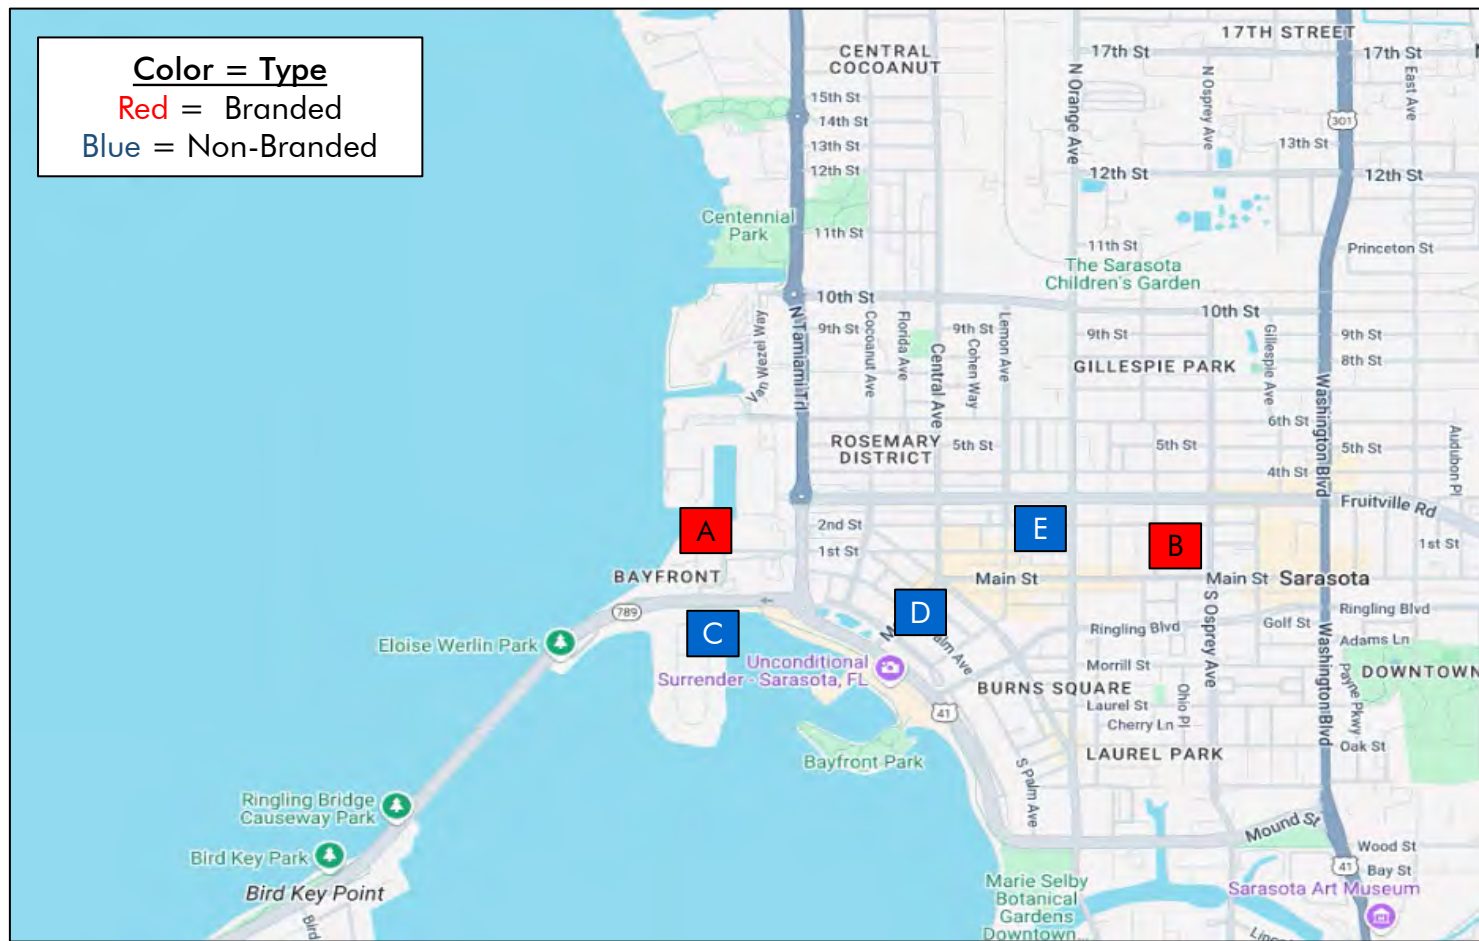 Color = Type
Red = Branded
Blue = Non-Branded
17TH STREET
CENTRAL
COCOANUT
17th St
17th St
N Orange Ave
N Osprey Ave
East Ave
15th St
14th St
301
13th St
13th St
12th St
12th St
12th St
Centennial
Park
11th St
11th St
Princeton St
The Sarasota
Children's Garden
10th St
10th St
N Tamiami Trl
Van Wezel Way
9th St
Cocoanut Ave
Florida Ave
Central Ave
9th St
Cohen Way
Lemon Ave
9th St
Gillespie Ave
9th St
8th St
GILLESPIE PARK
Washington Blvd
6th St
ROSEMARY
DISTRICT
5th St
5th St
5th St
Audubon Pl
4th St
Fruitville Rd
A
2nd St
E
B
1st St
1st St
BAYFRONT
Main St
Main St
Sarasota
789
C
D
S Osprey Ave
Ringling Blvd
Golf St
Ringling Blvd
Adams Ln
Washington Blvd
Eloise Werlin Park
Unconditional
Surrender - Sarasota, FL
Morrill St
Payne Pkwy
DOWNTOWN
BURNS SQUARE
Laurel St
Ohio Pl
41
Cherry Ln
Oak St
LAUREL PARK
Bayfront Park
S Palm Ave
Ringling Bridge
Causeway Park
Mound St
Wood St
Bird Key Park
41
Bay St
Bird Key Point
Marie Selby
Botanical
Gardens
Downtown...
Sarasota Art Museum
Bird